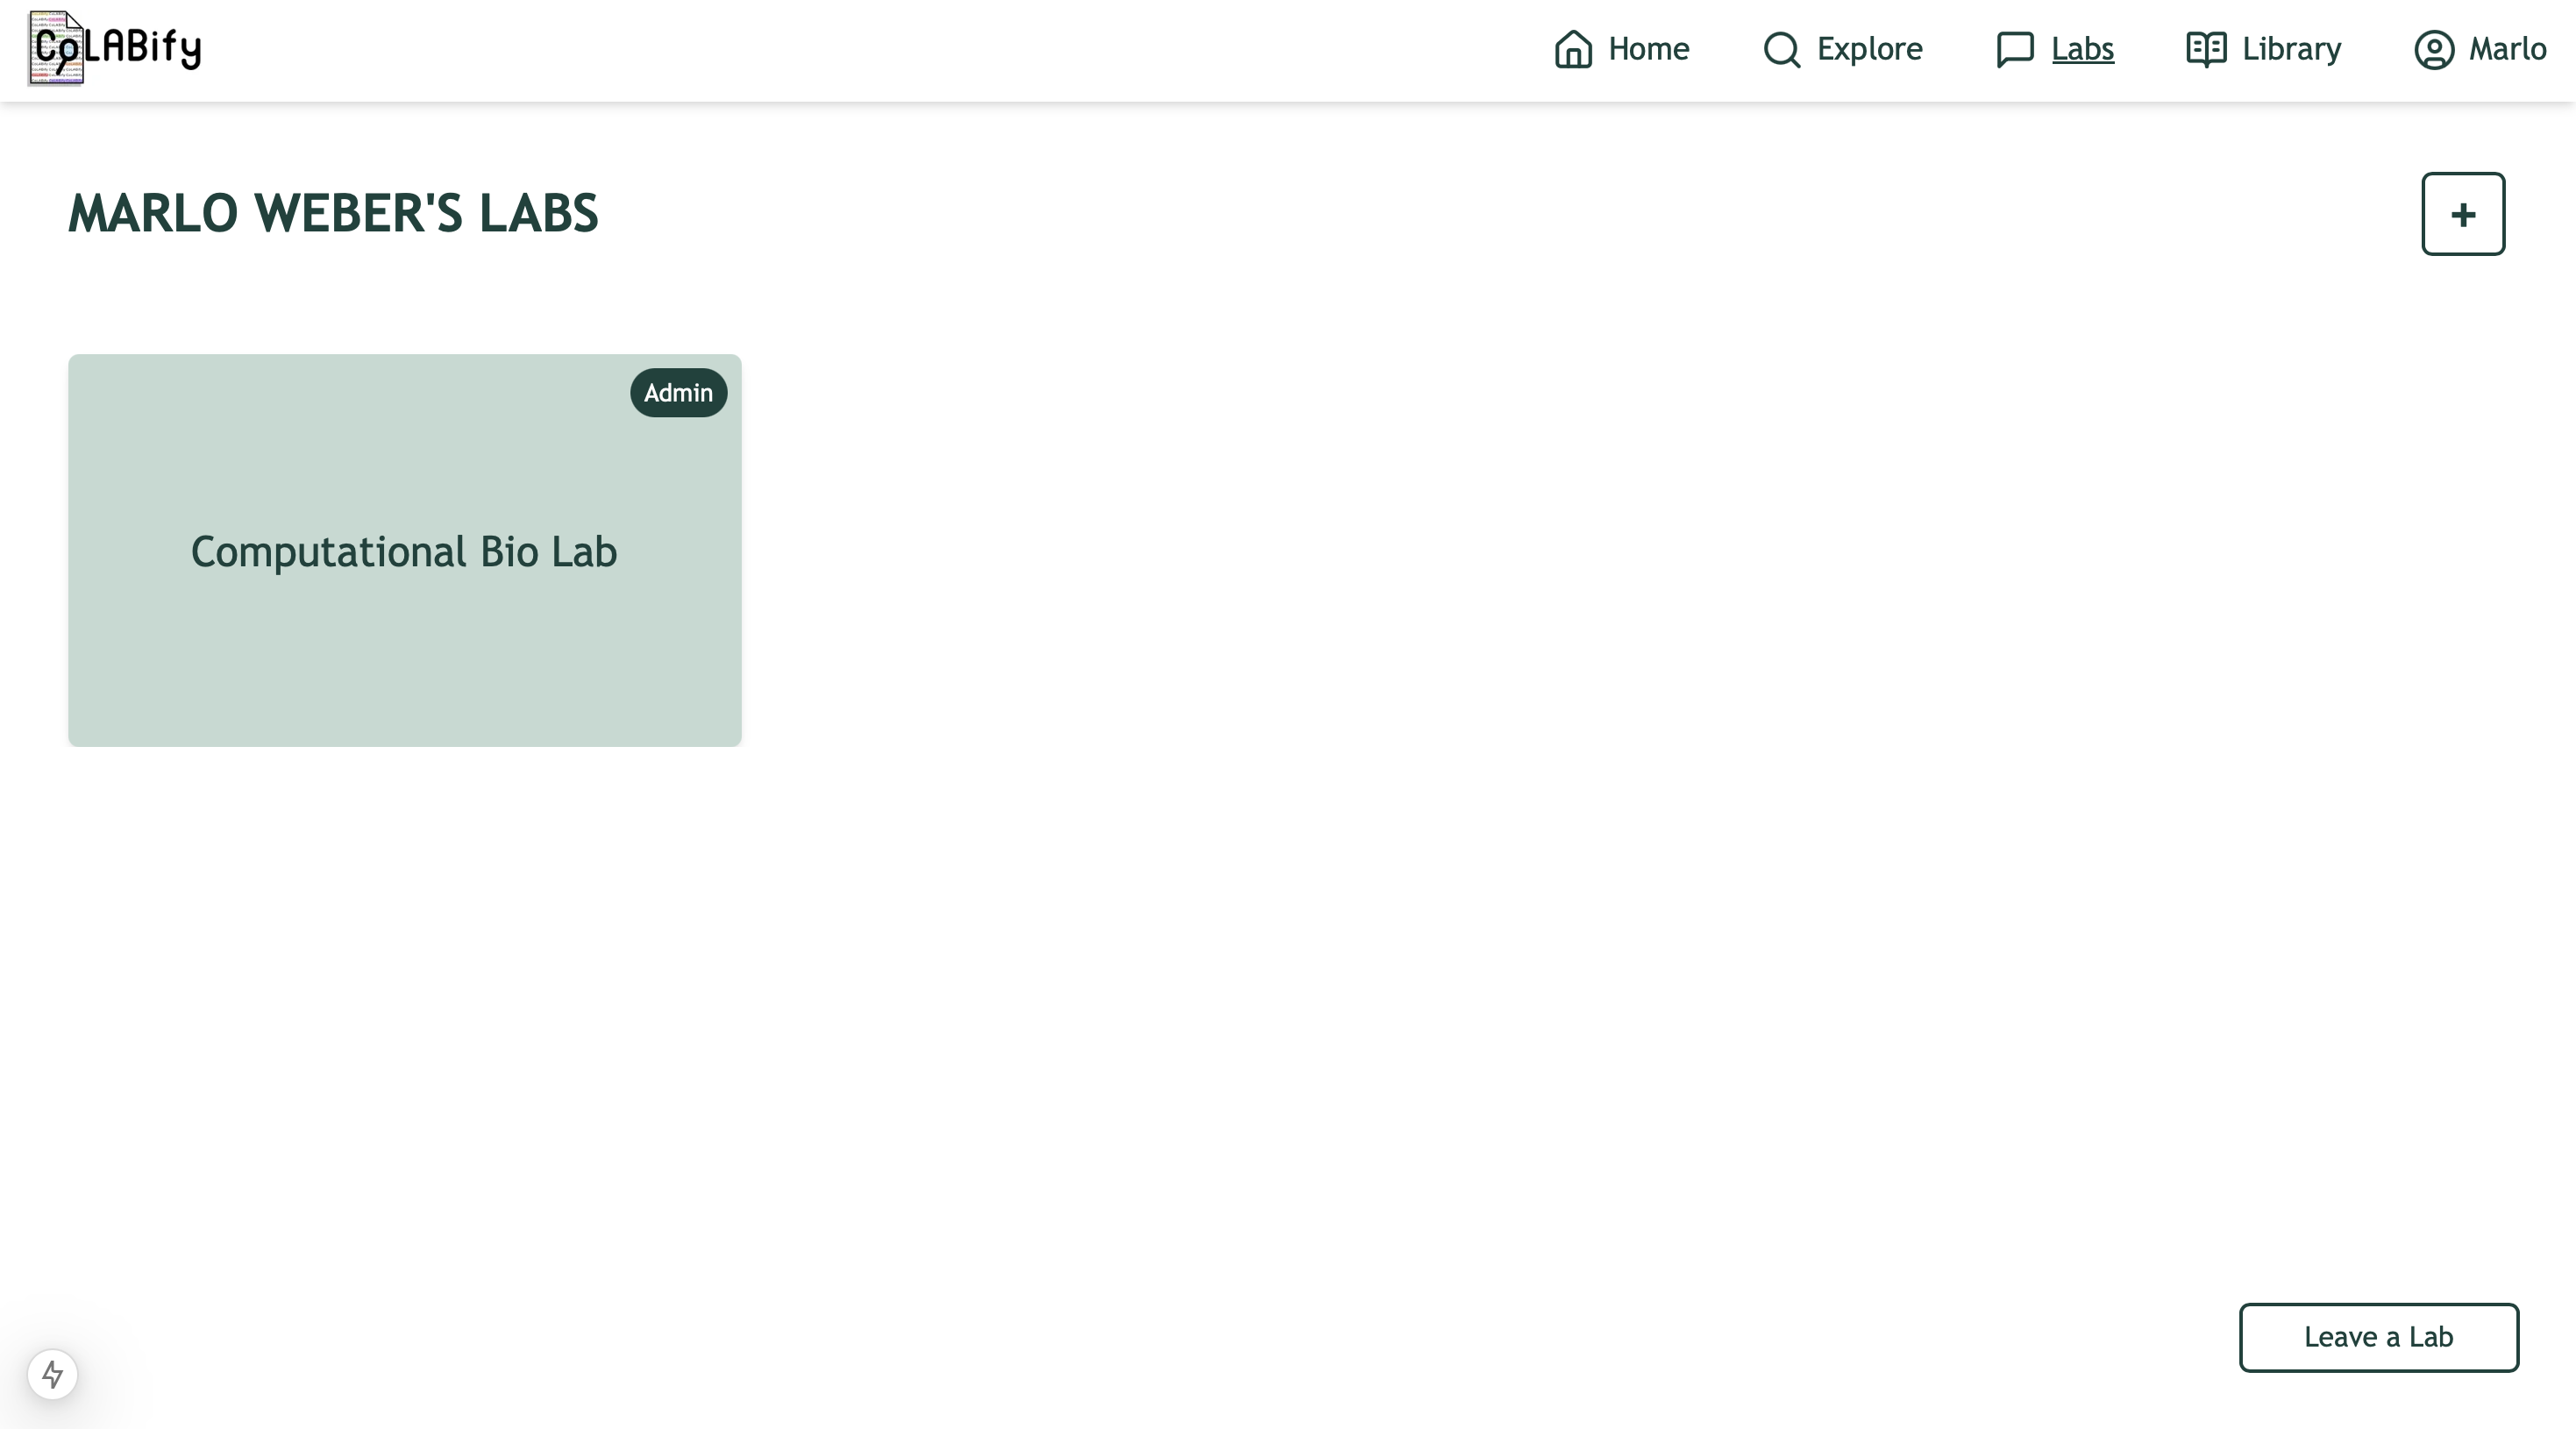 CoLABify
Home
Explore
Labs
Library
Marlo
MARLO WEBER'S LABS
+
Admin
Computational Bio Lab
Leave a Lab